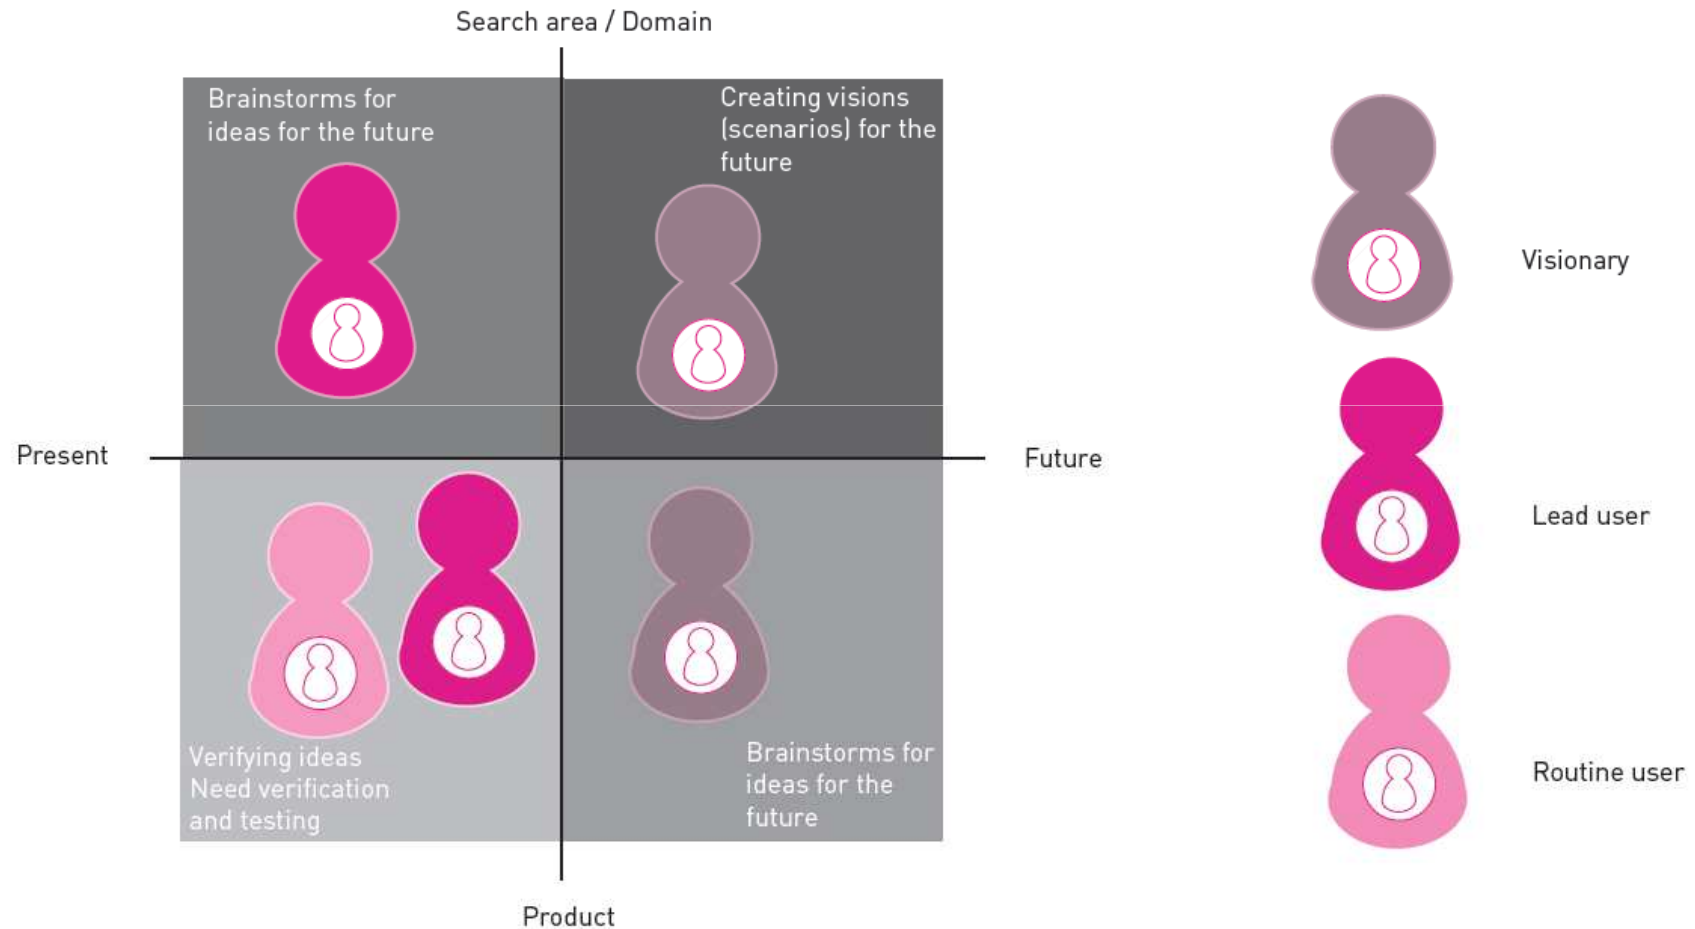 Search area / Domain
Brainstorms for
ideas for the future
Creating visions
(scenarios) for the
future
Visionary
Present
Future
Lead user
Verifying ideas
Need verification
and testing
Brainstorms for
ideas for the
future
Routine user
Product